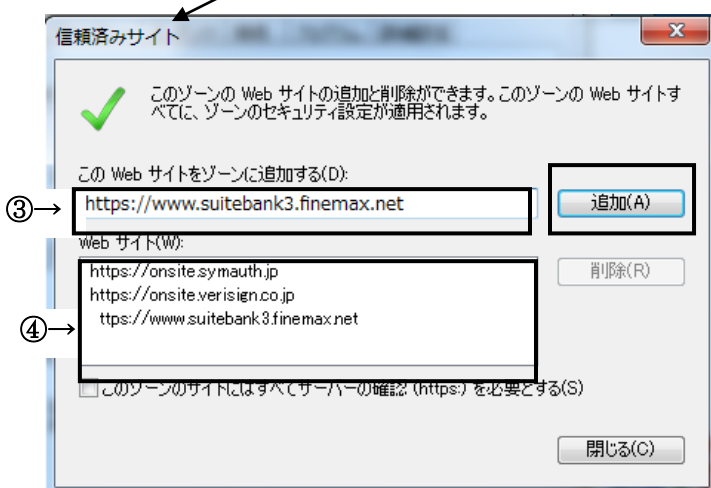 信頼済みサイト
このゾーンの Web サイトの追加と削除ができます。このゾーンの Web サイトす
べてに、ゾーンのセキュリティ設定が適用されます。
この Web サイトをゾーンに追加する(D):
③→
https://www.suitebank3.finemax.net
追加(A)
Web サイト(W):
https://onsite.symauth.jp
削除(R)
https://onsite.verisign.co.jp
④→
ttps://www.suitebank3.finemax.net
このゾーンのサイトにはすべてサーバーの確認 (https:) を必要とする(S)
閉じる(C)